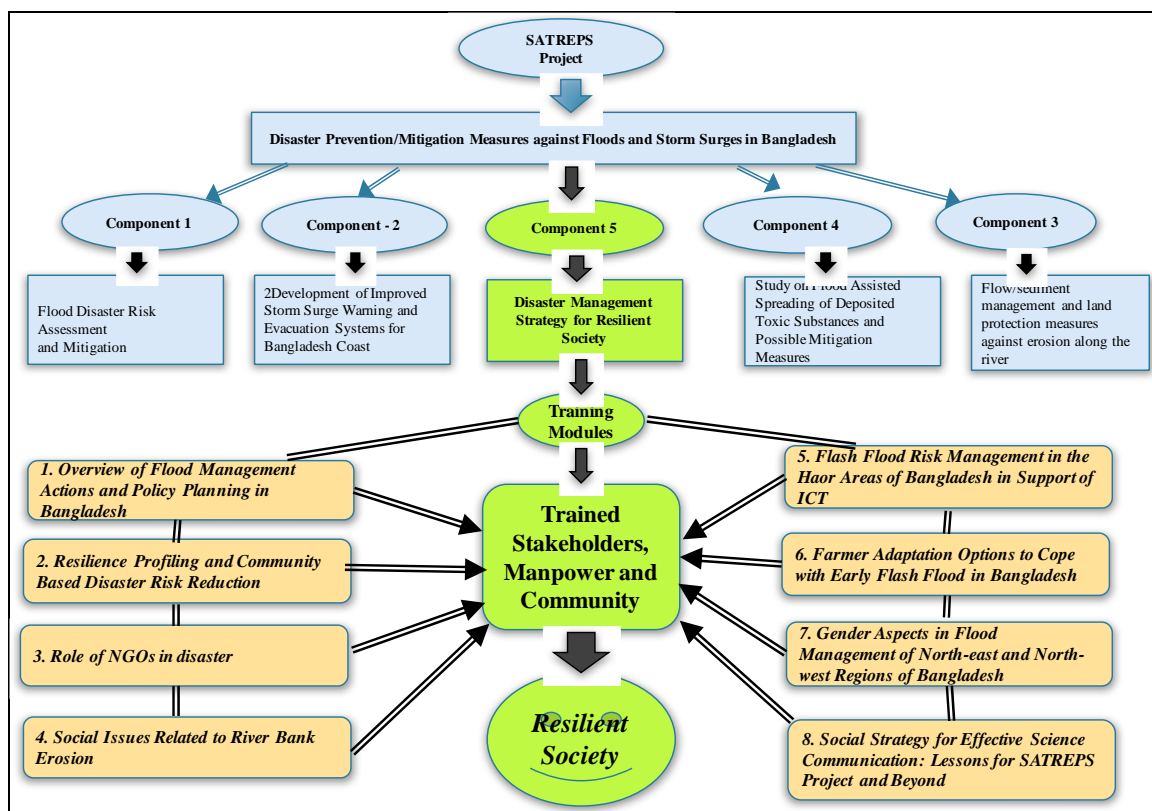 SATREPS
Project
Disaster Prevention/Mitigation Measures against Floods and Storm Surges in Bangladesh
Component 1
Component - 2
Component 5
Component 4
Component 3
Flood Disaster Risk
Assessment
and Mitigation
2Development of Improved
Storm Surge Warning and
Evacuation Systems for
Bangladesh Coast
Disaster Management
Strategy for Resilient
Society
Study on Flood Assisted
Spreading of Deposited
Toxic Substances and
Possible Mitigation
Measures
Flow/sediment
management and land
protection measures
against erosion along the
river
Training
Modules
1. Overview of Flood Management
Actions and Policy Planning in
Bangladesh
2. Resilience Profiling and Community
Based Disaster Risk Reduction
3. Role of NGOs in disaster
4. Social Issues Related to River Bank
Erosion
Trained
Stakeholders,
Manpower and
Community
Resilient
Society
5. Flash Flood Risk Management in the
Haor Areas of Bangladesh in Support of
ICT
6. Farmer Adaptation Options to Cope
with Early Flash Flood in Bangladesh
7. Gender Aspects in Flood
Management of North-east and North-
west Regions of Bangladesh
8. Social Strategy for Effective Science
Communication: Lessons for SATREPS
Project and Beyond